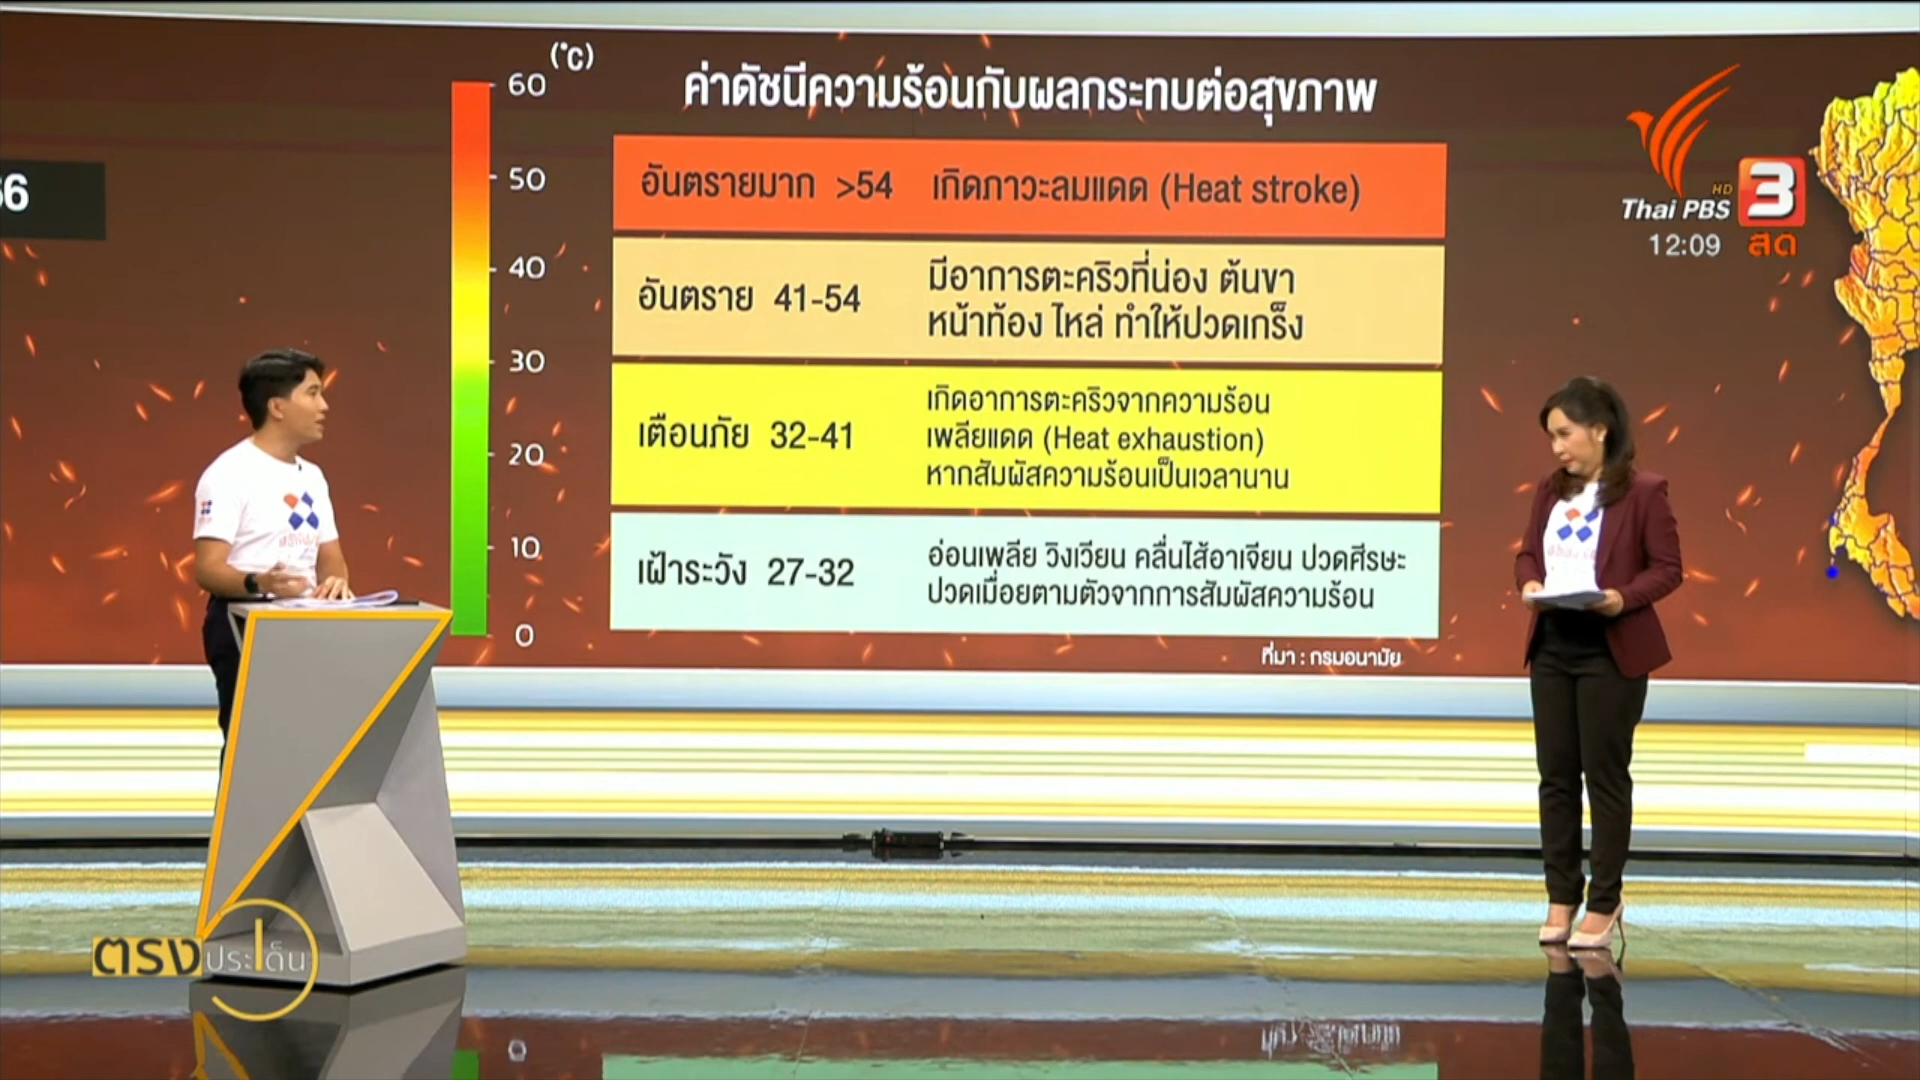 (°C)
60
50
40
30
20
10
0
ค่าดัชนีความร้อนกับผลกระทบต่อสุขภาพ
อันตรายมาก >54 เกิดภาวะลมแดด (Heat stroke)
อันตราย 41-54
มีอาการตะคริวที่น่อง ต้นขา
หน้าท้อง ไหล่ ทำให้ปวดเกร็ง
เตือนภัย 32-41
เกิดอาการตะคริวจากความร้อน
เพลียแดด (Heat exhaustion)
หากสัมผัสความร้อนเป็นเวลานาน
เฝ้าระวัง 27-32
อ่อนเพลีย วิงเวียน คลื่นไส้อาเจียน ปวดศีรษะ
ปวดเมื่อยตามตัวจากการสัมผัสความร้อน
ที่มา : กรมอนามัย
Thai PBS HD 3
12:09 สด
ตรงประเด็น